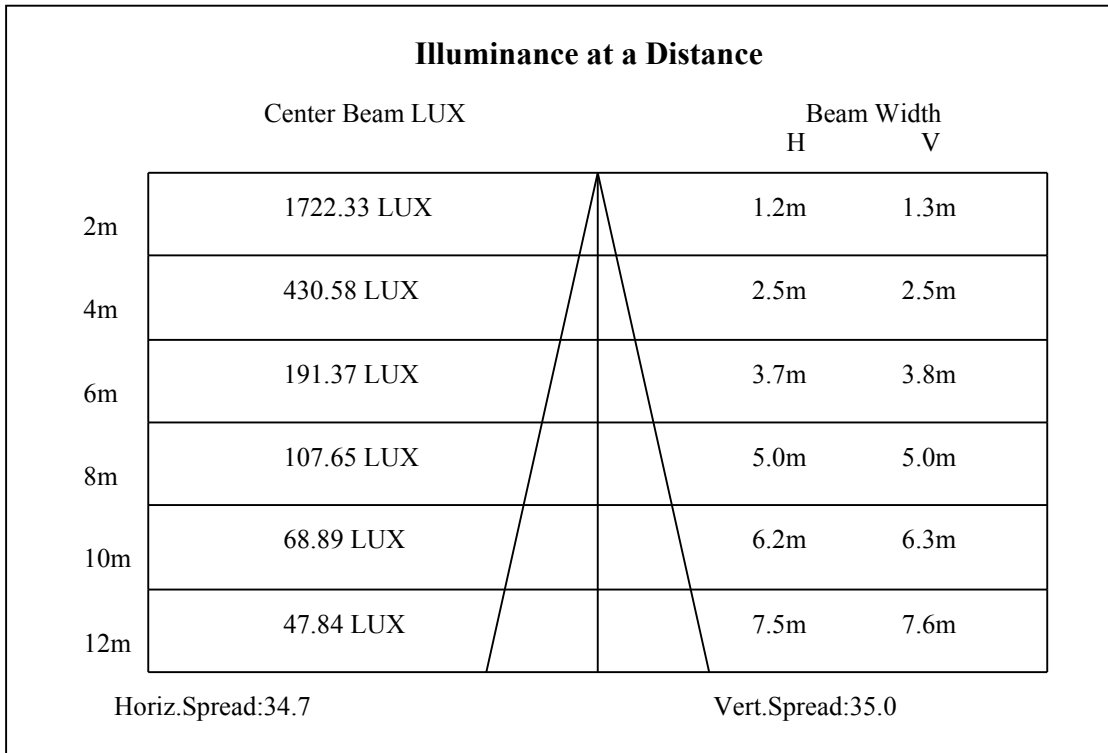 Illuminance at a Distance
Center Beam LUX Beam Width
H V
2m 1722.33 LUX 1.2m 1.3m
4m 430.58 LUX 2.5m 2.5m
6m 191.37 LUX 3.7m 3.8m
8m 107.65 LUX 5.0m 5.0m
10m 68.89 LUX 6.2m 6.3m
12m 47.84 LUX 7.5m 7.6m
Horiz.Spread:34.7 Vert.Spread:35.0